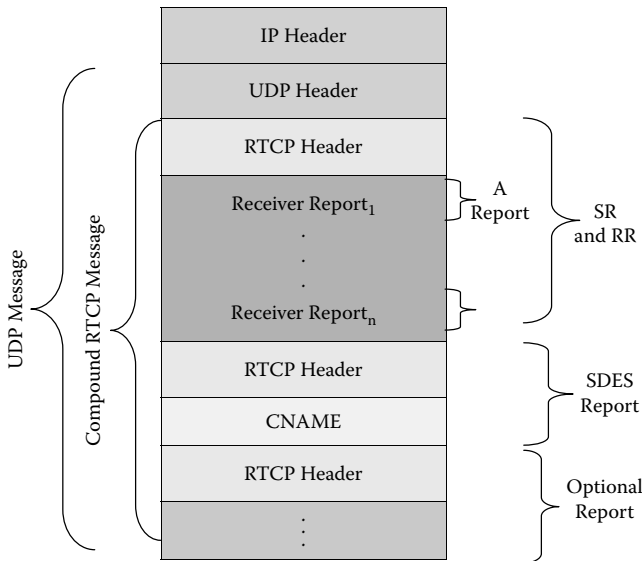 IP Header
UDP Header
RTCP Header
Receiver Report₁
.
.
.
Receiver Reportₙ
RTCP Header
CNAME
RTCP Header
.
.
.
UDP Message
Compound RTCP Message
A
Report
SR
and RR
SDES
Report
Optional
Report